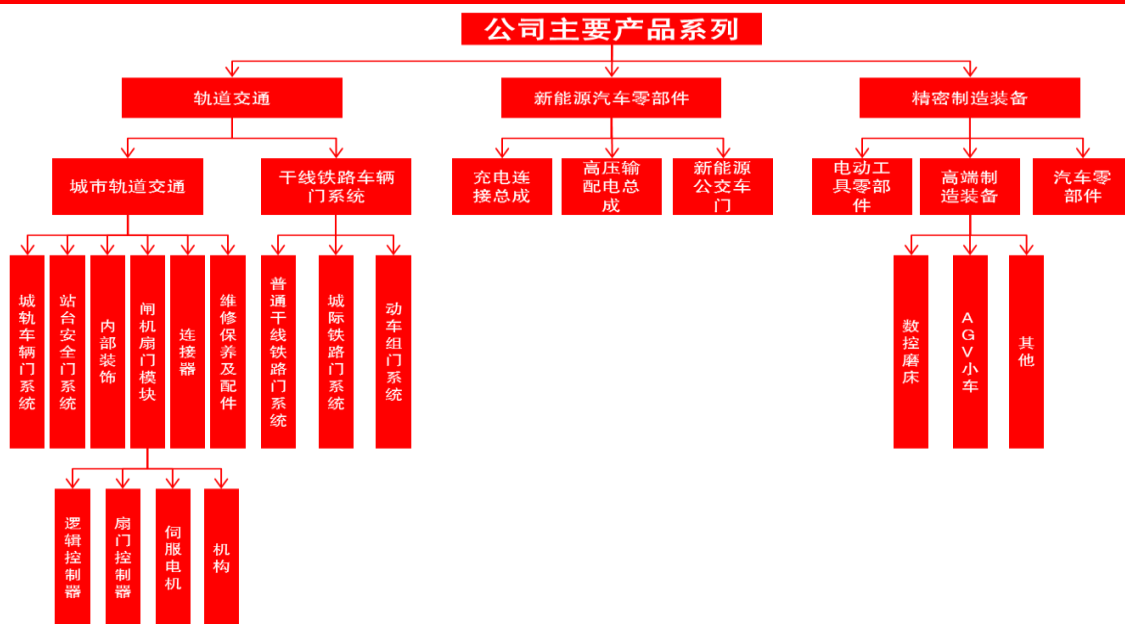 公司主要产品系列
轨道交通
新能源汽车零部件
精密制造装备
城市轨道交通
干线铁路车辆
门系统
充电连
接总成
高压输
配电总
成
新能源
公交车
门
电动工
具零部
件
高端制
造装备
汽车零
部件
城轨车辆门系统
站台安全门系统
内部装饰
闸机扇门模块
连接器
维修保养及配件
普通干线铁路门系统
城际铁路门系统
动车组门系统
数控磨床
AGV小车
其他
逻辑控制器
扇门控制器
伺服电机
机构